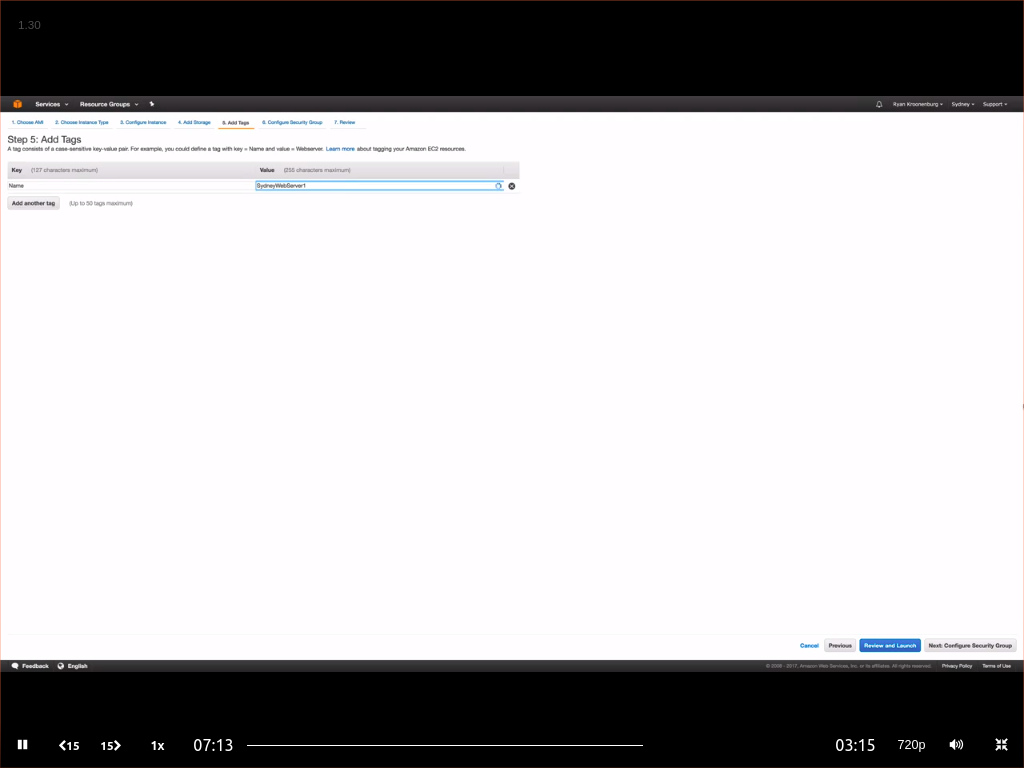 1.30
Services Resource Groups Ryan Kroonenburg Sydney Support
1. Choose AMI 2. Choose Instance Type 3. Configure Instance 4. Add Storage 5. Add Tags 6. Configure Security Group 7. Review
Step 5: Add Tags
A tag consists of a case-sensitive key-value pair. For example, you could define a tag with key = Name and value = Webserver. Learn more about tagging your Amazon EC2 resources.
Key (127 characters maximum) Value (255 characters maximum)
Name SydneyWebServer1
Add another tag (Up to 50 tags maximum)
Cancel Previous Review and Launch Next: Configure Security Group
Feedback English © 2008 - 2017, Amazon Web Services, Inc. or its affiliates. All rights reserved. Privacy Policy Terms of Use
15 15 1x 07:13 03:15 720p